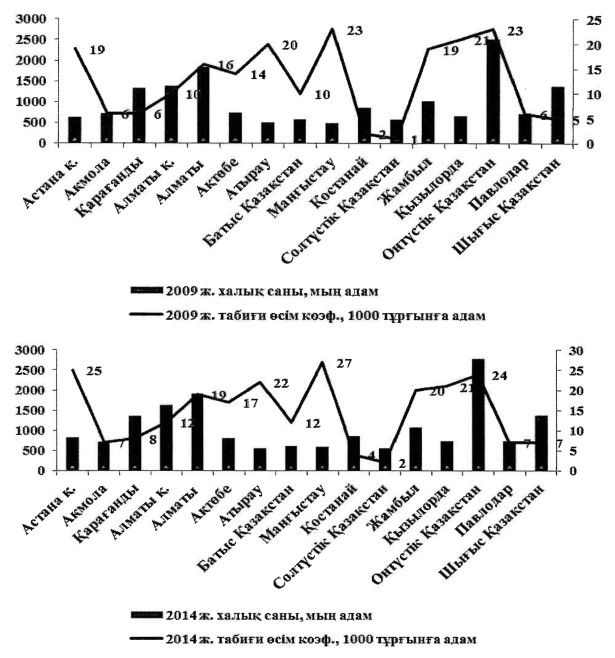 3000 25
2500 20
2000 15
1500 10
1000 5
500 0
0
19 6 6 10 16 14 20 10 23 2 1 19 21 23 6 5
Астана қ.
Ақмола
Қарағанды
Алматы қ.
Алматы
Ақтөбе
Атырау
Батыс Қазақстан
Маңғыстау
Қостанай
Солтүстік Қазақстан
Жамбыл
Қызылорда
Оңтүстік Қазақстан
Павлодар
Шығыс Қазақстан
2009 ж. халық саны, мың адам
2009 ж. табиғи өсім коэф., 1000 тұрғынға адам
3000 30
2500 25
2000 20
1500 15
1000 10
500 5
0 0
25 7 8 12 19 17 22 12 27 4 2 20 21 24 7 7
Астана қ.
Ақмола
Қарағанды
Алматы қ.
Алматы
Ақтөбе
Атырау
Батыс Қазақстан
Маңғыстау
Қостанай
Солтүстік Қазақстан
Жамбыл
Қызылорда
Оңтүстік Қазақстан
Павлодар
Шығыс Қазақстан
2014 ж. халық саны, мың адам
2014 ж. табиғи өсім коэф., 1000 тұрғынға адам